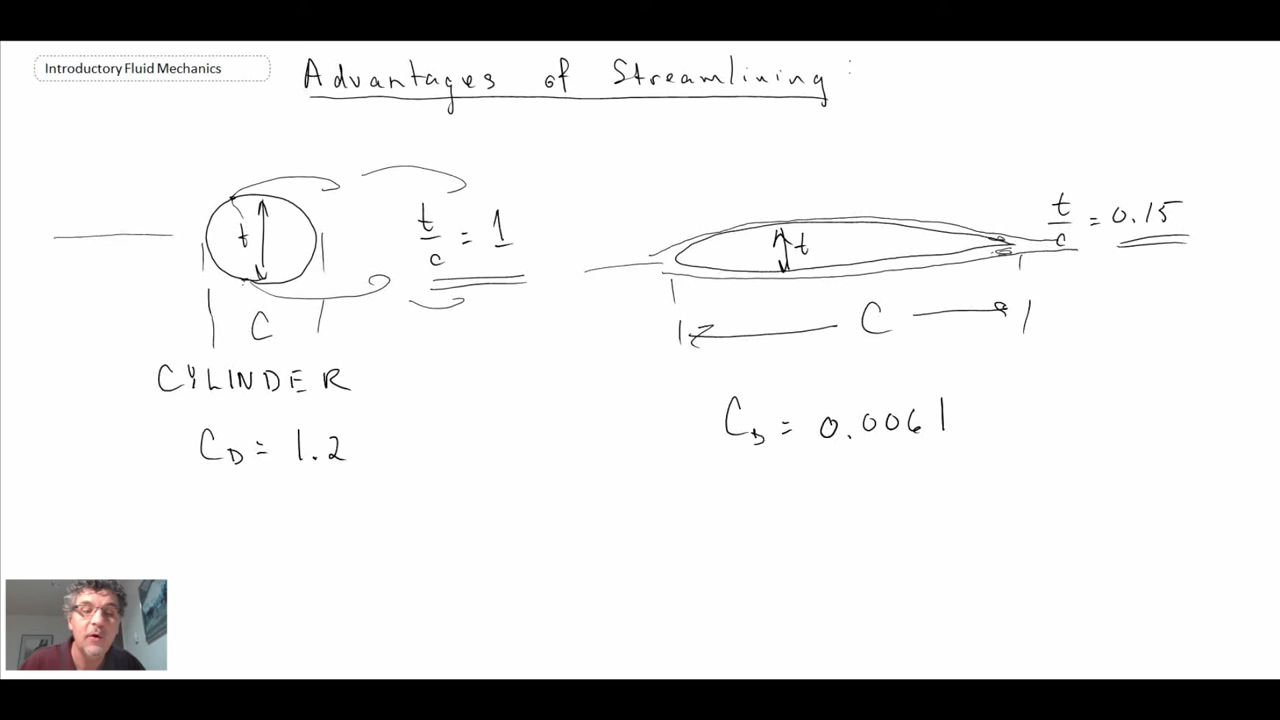 Introductory Fluid Mechanics
Advantages of Streamlining:
t
t/c = 1
t
t/c = 0.15
C
C
CYLINDER
C_D = 1.2
C_D = 0.0061